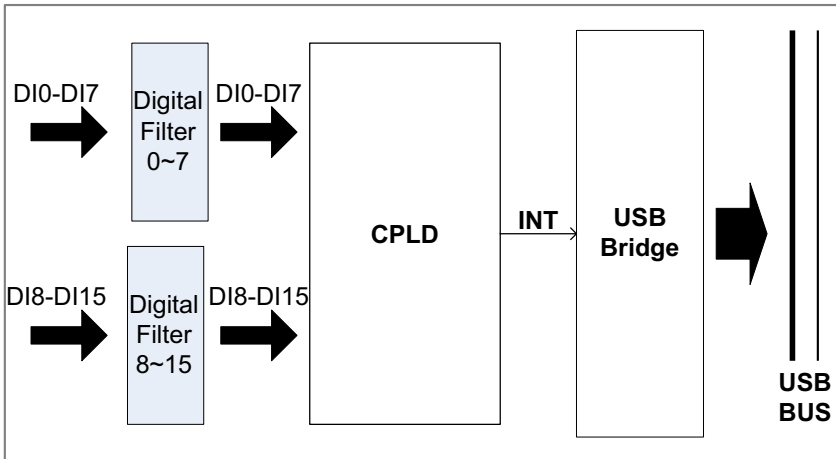 DI0-DI7
Digital
Filter
0~7
DI0-DI7
DI8-DI15
Digital
Filter
8~15
DI8-DI15
CPLD
INT
USB
Bridge
USB
BUS